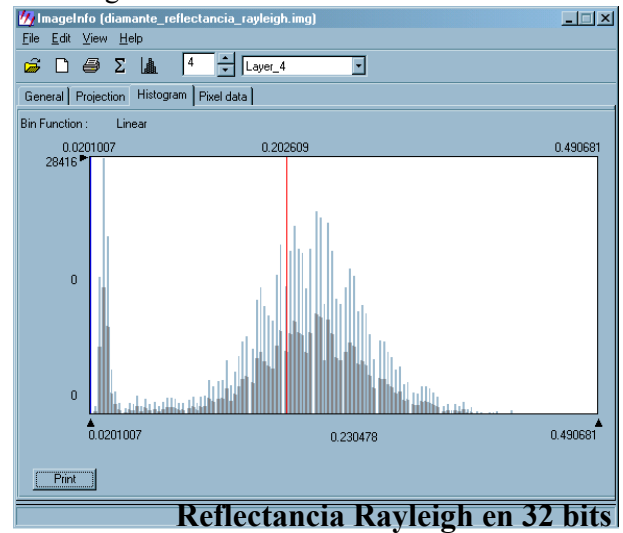 ImageInfo (diamante_reflectancia_rayleigh.img)
File Edit View Help
Σ 4 Layer_4
General Projection Histogram Pixel data
Bin Function : Linear
0.0201007 0.202609 0.490681
28416
0
0
0.0201007 0.230478 0.490681
Print
Reflectancia Rayleigh en 32 bits